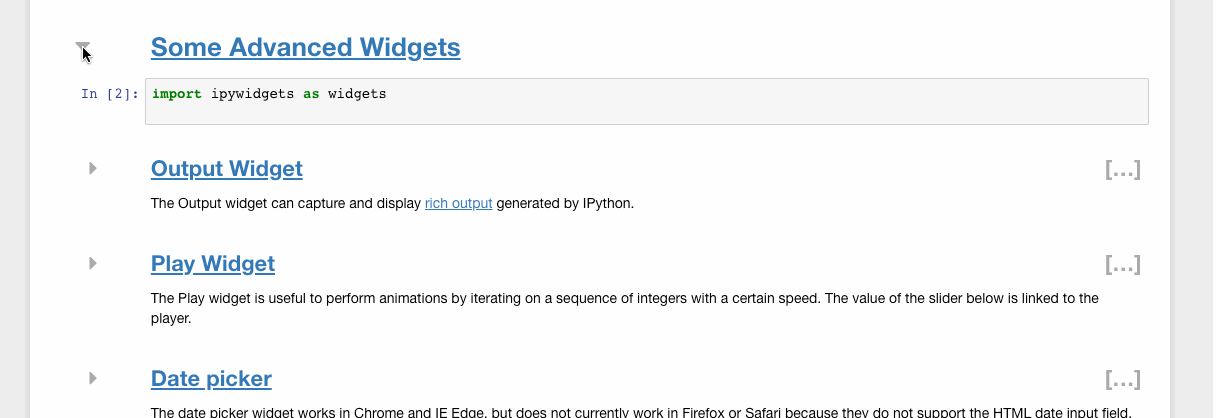 Some Advanced Widgets
In [2]: import ipywidgets as widgets
Output Widget [...]
The Output widget can capture and display rich output generated by IPython.
Play Widget [...]
The Play widget is useful to perform animations by iterating on a sequence of integers with a certain speed. The value of the slider below is linked to the
player.
Date picker [...]
The date picker widget works in Chrome and IE Edge, but does not currently work in Firefox or Safari because they do not support the HTML date input field.